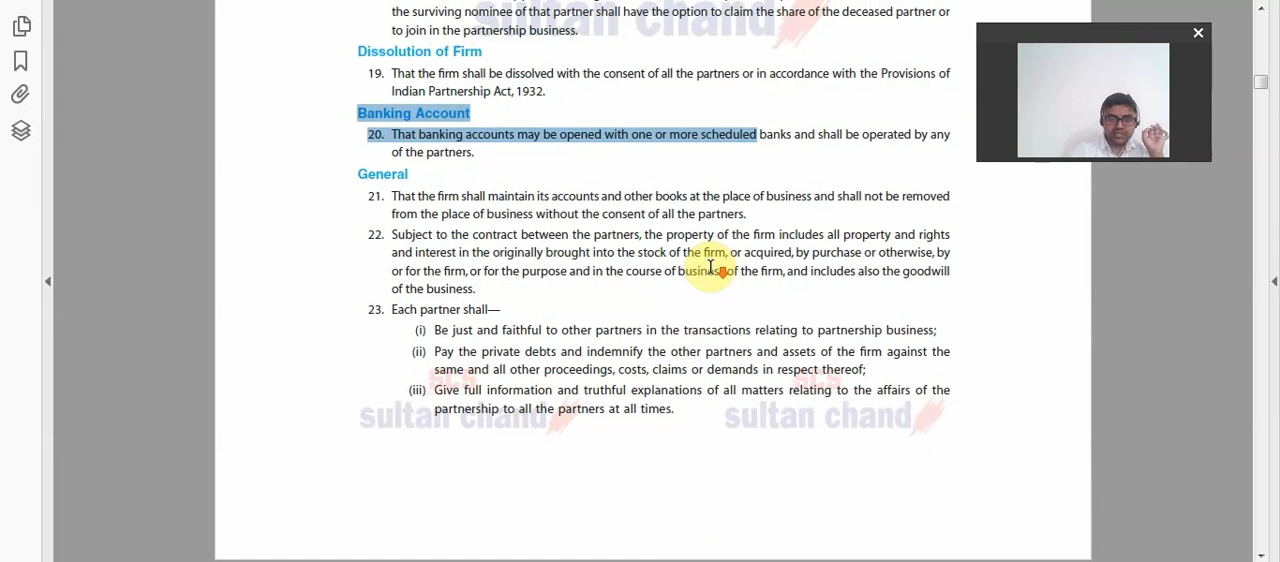 sultan chand
the surviving nominee of that partner shall have the option to claim the share of the deceased partner or
to join in the partnership business.
Dissolution of Firm
19. That the firm shall be dissolved with the consent of all the partners or in accordance with the Provisions of
Indian Partnership Act, 1932.
Banking Account
20. That banking accounts may be opened with one or more scheduled banks and shall be operated by any
of the partners.
General
21. That the firm shall maintain its accounts and other books at the place of business and shall not be removed
from the place of business without the consent of all the partners.
22. Subject to the contract between the partners, the property of the firm includes all property and rights
and interest in the originally brought into the stock of the firm, or acquired, by purchase or otherwise, by
or for the firm, or for the purpose and in the course of business of the firm, and includes also the goodwill
of the business.
23. Each partner shall—
(i) Be just and faithful to other partners in the transactions relating to partnership business;
(ii) Pay the private debts and indemnify the other partners and assets of the firm against the
same and all other proceedings, costs, claims or demands in respect thereof;
(iii) Give full information and truthful explanations of all matters relating to the affairs of the
partnership to all the partners at all times.
scs scs
sultan chand sultan chand